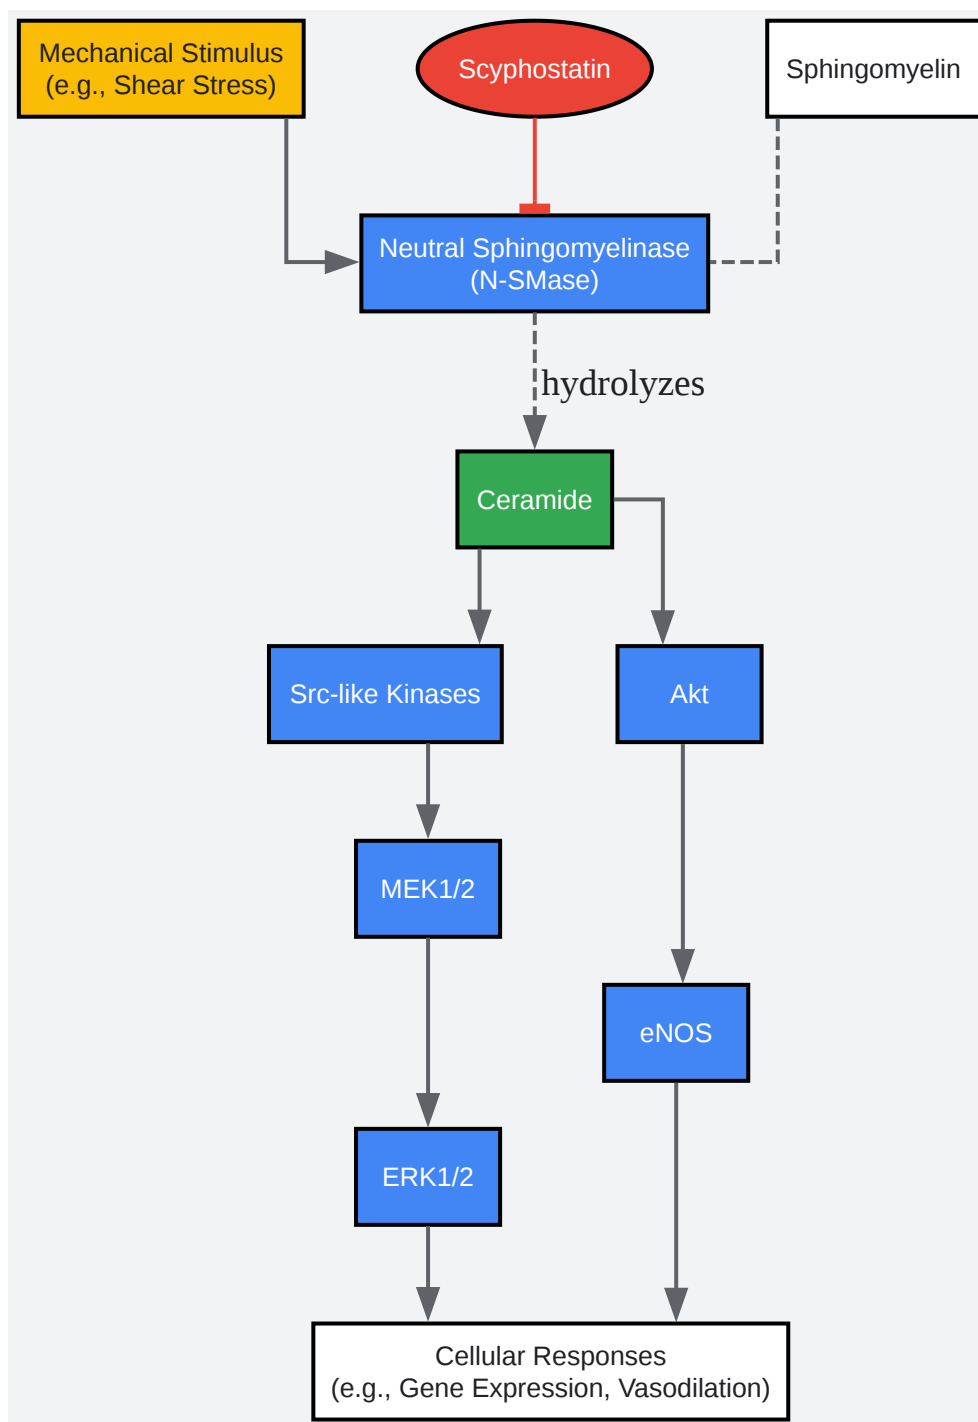 Mechanical Stimulus
(e.g., Shear Stress)
Scyphostatin
Sphingomyelin
Neutral Sphingomyelinase
(N-SMase)
hydrolyzes
Ceramide
Src-like Kinases
Akt
MEK1/2
eNOS
ERK1/2
Cellular Responses
(e.g., Gene Expression, Vasodilation)